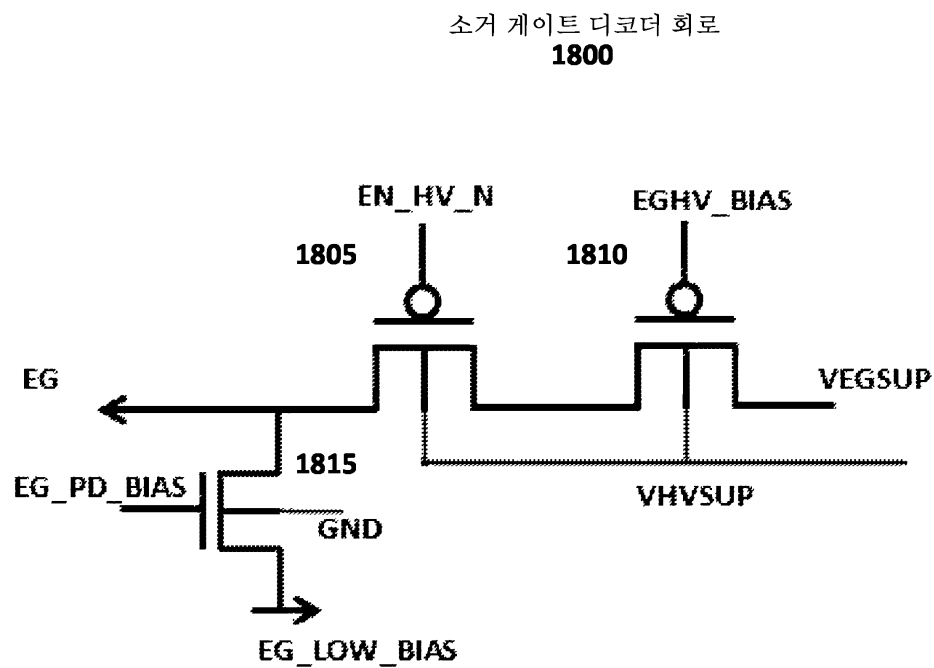 소거 게이트 디코더 회로
1800
EN_HV_N
EGHV_BIAS
1805
1810
EG
VEGSUP
1815
EG_PD_BIAS
VHVSUP
GND
EG_LOW_BIAS